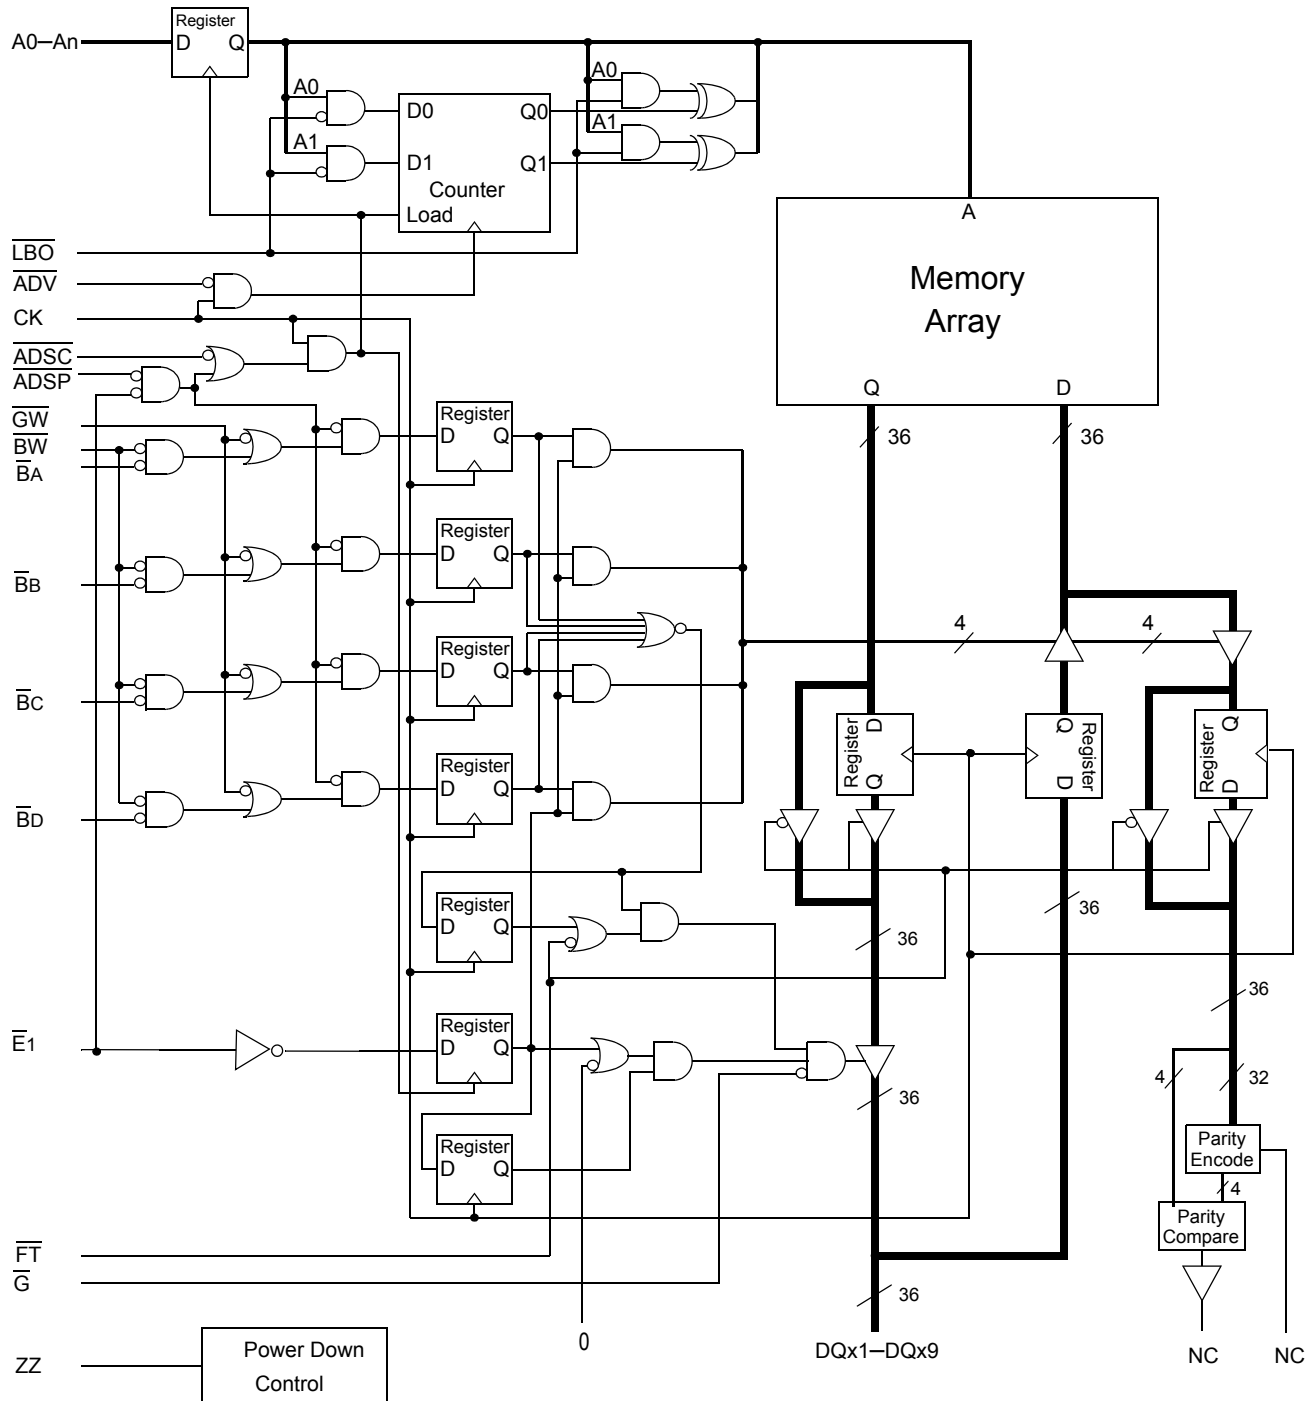 Register
A0–An
D Q
A0
A0
D0
Q0
A1
A1
D1
Q1
Counter
Load
A
LBO
ADV
Memory
Array
CK
ADSC
ADSP
Q
D
GW
Register
36
36
BW
D Q
BA
Register
D Q
BB
4
4
Register
D Q
BC
Register
D
Q
Q
D
Register
Register
Q
D
Register
D Q
BD
Register
D Q
36
36
36
E1
Register
D Q
4
32
36
Register
D Q
Parity
Encode
4
Parity
Compare
FT
G
36
0
DQx1–DQx9
NC
NC
ZZ
Power Down
Control